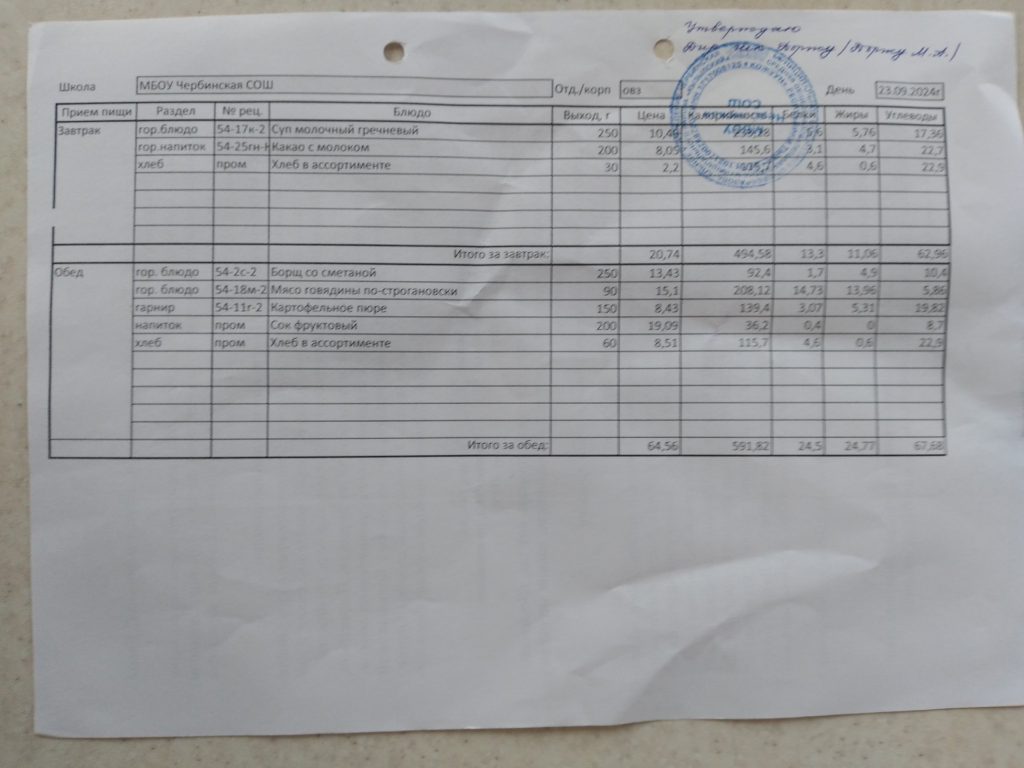 Утверждаю
М.А./
Школа МБОУ Чербинская СОШ Отд./корп овз День 23.09.2024г
Прием пищи Раздел № рец. Блюдо Выход, г Цена Калорийность Белки Жиры Углеводы
Завтрак гор.блюдо 54-17к-2 Суп молочный гречневый 250 5,76 17,36
гор.напиток 54-25гн- Какао с молоком 200 8,05 145,6 3,1 4,7 22,7
хлеб пром Хлеб в ассортименте 30 2,2 4,6 0,6 22,9
Итого за завтрак: 20,74 494,58 13,3 11,06 62,96
Обед гор. блюдо 54-2с-2 Борщ со сметаной 250 13,43 92,4 1,7 4,9 10,4
гор. блюдо 54-18м-2 Мясо говядины по-строгановски 90 15,1 208,12 14,73 13,96 5,86
гарнир 54-11г-2 Картофельное пюре 150 8,43 139,4 3,07 5,31 19,82
напиток пром Сок фруктовый 200 19,09 36,2 0,4 0 8,7
хлеб пром Хлеб в ассортименте 60 8,51 115,7 4,6 0,6 22,9
Итого за обед: 64,56 591,82 24,5 24,77 67,68